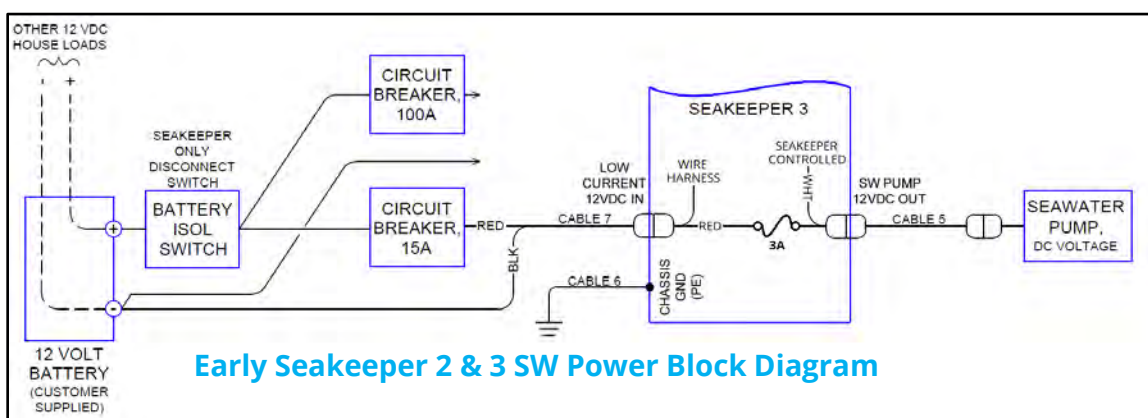 OTHER 12 VDC
HOUSE LOADS
- +
SEAKEEPER
ONLY
DISCONNECT
SWITCH
BATTERY
ISOL
SWITCH
+
-
12 VOLT
BATTERY
(CUSTOMER
SUPPLIED)
CIRCUIT
BREAKER,
100A
CIRCUIT
BREAKER,
15A
RED
BLK
CABLE 7
CABLE 6
LOW
CURRENT
12VDC IN
SEAKEEPER 3
WIRE
HARNESS
RED
3A
SEAKEEPER
CONTROLLED
WHT
CHASSIS
GND
(PE)
SW PUMP
12VDC OUT
CABLE 5
SEAWATER
PUMP,
DC VOLTAGE
Early Seakeeper 2 & 3 SW Power Block Diagram